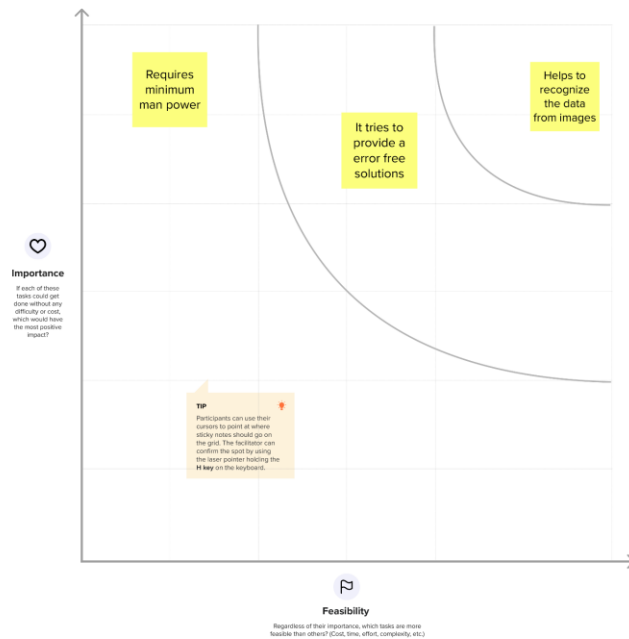 Requires
minimum
man power
It tries to
provide a
error free
solutions
Helps to
recognize
the data
from images
Importance
If each of these
tasks could get
done without any
difficulty or cost,
which would have
the most positive
impact?
TIP
Participants can use their
cursors to point at where
sticky notes should go on
the grid. The facilitator can
confirm the spot by using
the laser pointer holding the
H key on the keyboard.
Feasibility
Regardless of their importance, which tasks are more
feasible than others? (Cost, time, effort, complexity, etc.)